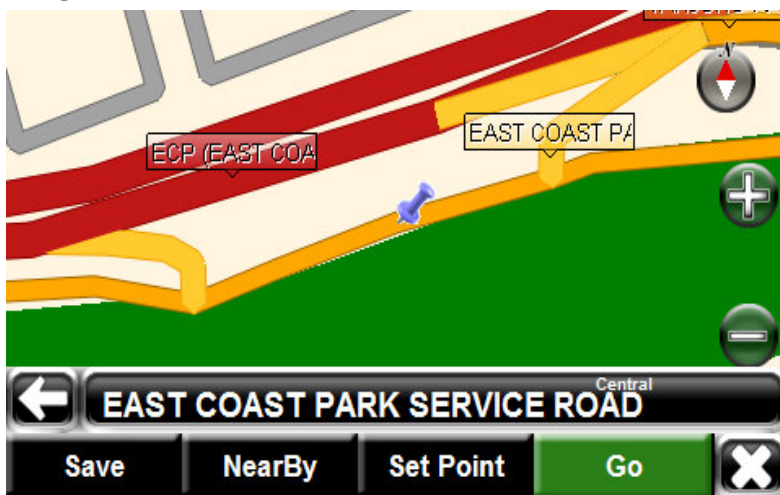 N
ECP (EAST COA
EAST COAST PA
Central
EAST COAST PARK SERVICE ROAD
Save NearBy Set Point Go